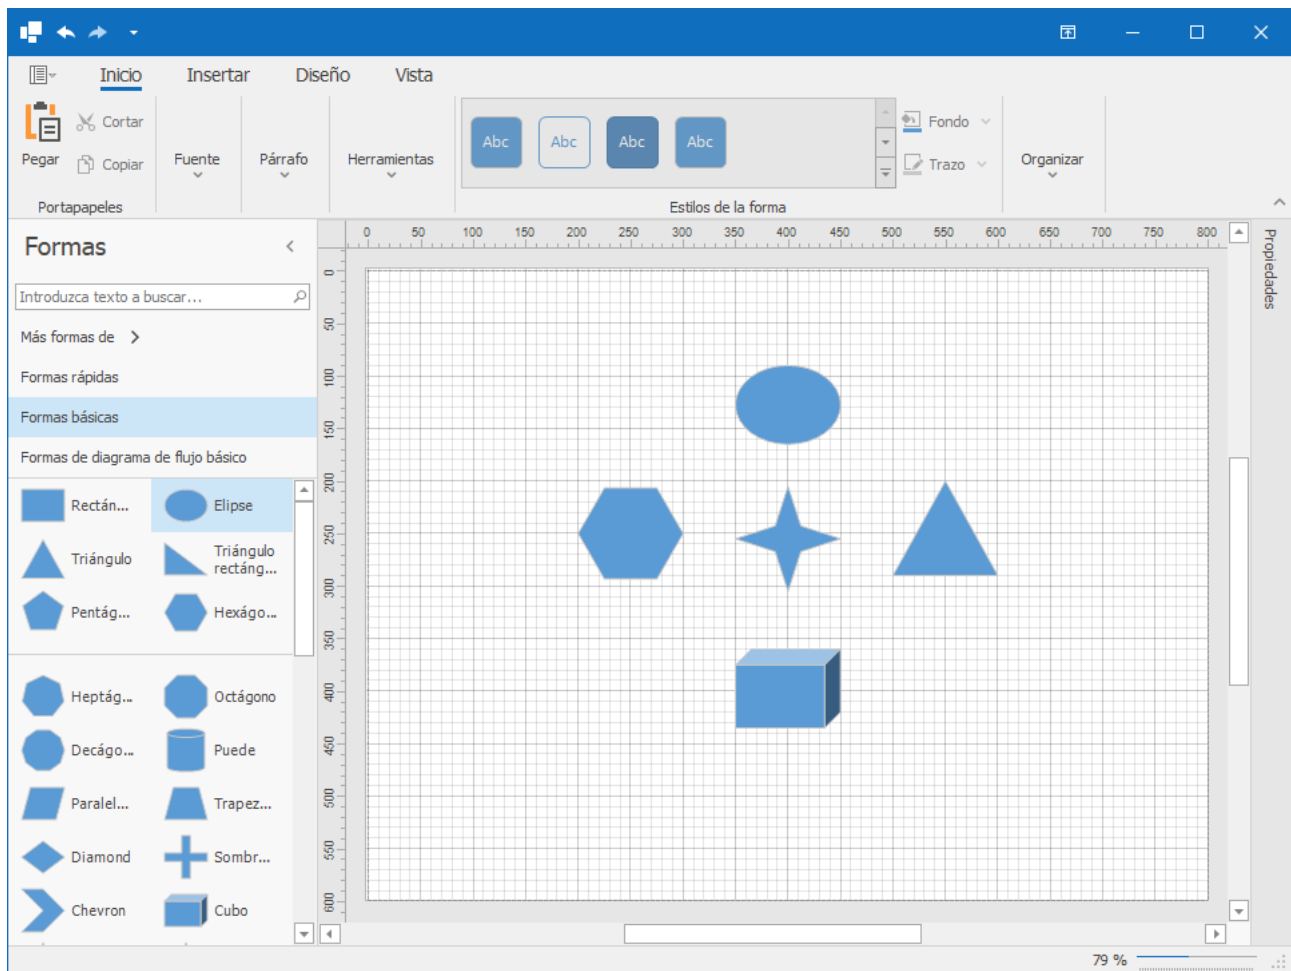 Inicio Insertar Diseño Vista
Pegar
Cortar
Copiar
Portapapeles
Fuente
Párrafo
Herramientas
Abc Abc Abc Abc
Fondo
Trazo
Estilos de la forma
Organizar
Formas
Introduzca texto a buscar...
Más formas de
Formas rápidas
Formas básicas
Formas de diagrama de flujo básico
Rectán... Elipse
Triángulo
Triángulo
rectáng...
Pentág... Hexágo...
Heptág... Octágono
Decágo... Puede
Paralel... Trapez...
Diamond Sombr...
Chevron Cubo
0 50 100 150 200 250 300 350 400 450 500 550 600 650 700 750 800
0
50
100
150
200
250
300
350
400
450
500
550
600
Propiedades
79 %